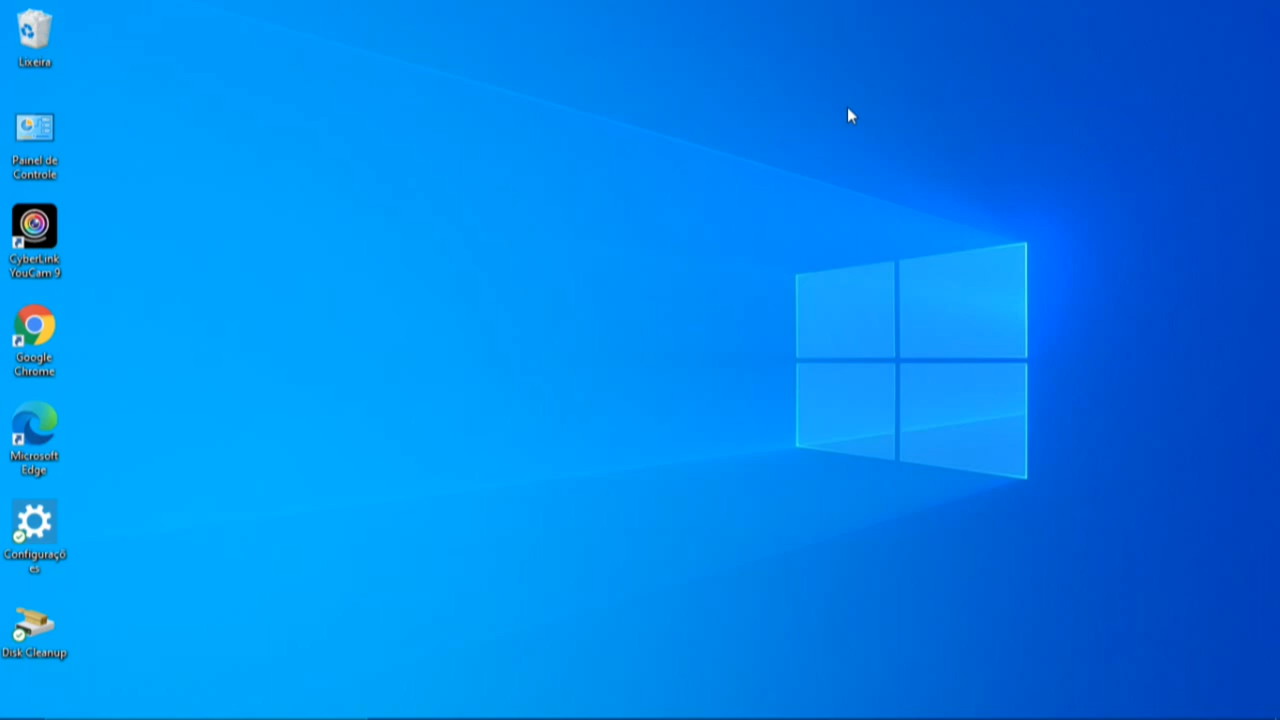 Lixeira
Painel de
Controle
CyberLink
YouCam 9
Google
Chrome
Microsoft
Edge
Configuraçõ
es
Disk Cleanup